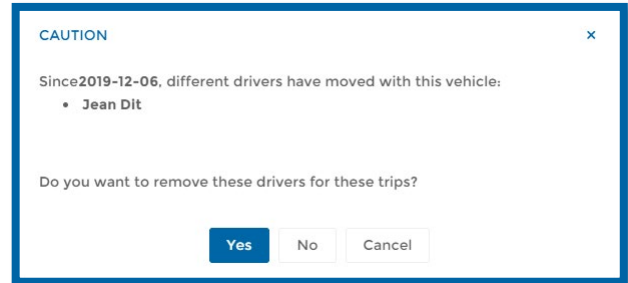 CAUTION ×
Since2019-12-06, different drivers have moved with this vehicle:
• Jean Dit
Do you want to remove these drivers for these trips?
Yes No Cancel